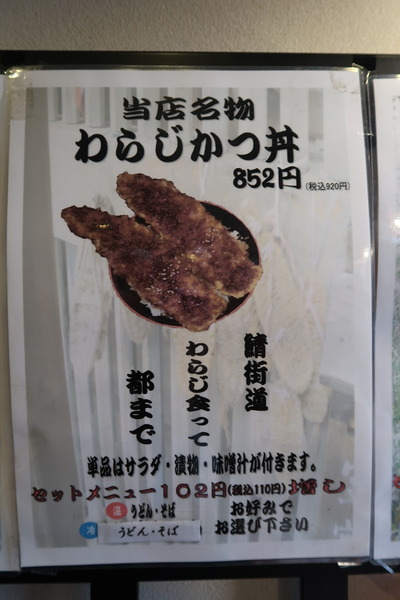 当店名物
わらじかつ丼
852円(税込920円)
鯖街道
わらじ食って
都まで
単品はサラダ・漬物・味噌汁が付きます。
セットメニュー102円(税込110円)増し
温 うどん・そば
冷 うどん・そば
お好みで
お選び下さい